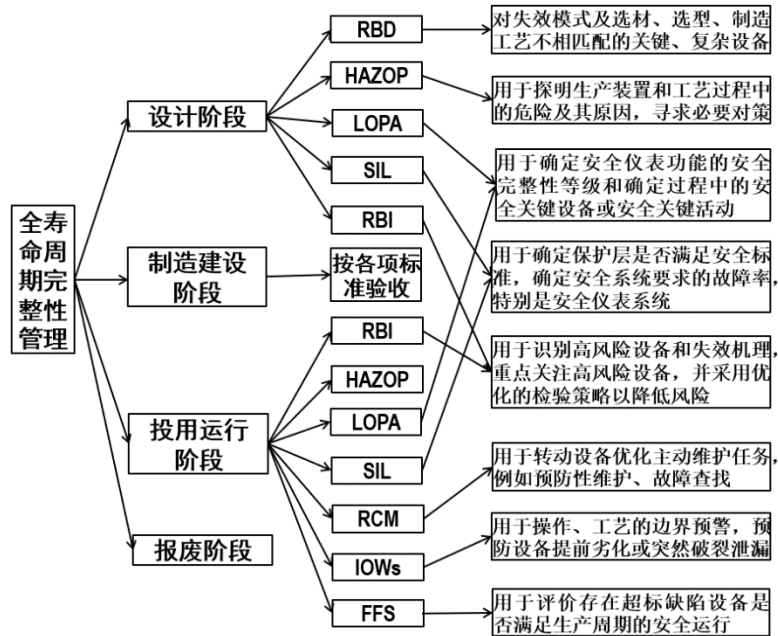 全寿
命周
期完
整性
管理
设计阶段
制造建设
阶段
投用运行
阶段
报废阶段
RBD
HAZOP
LOPA
SIL
RBI
按各项标
准验收
RBI
HAZOP
LOPA
SIL
RCM
IOWs
FFS
对失效模式及选材、选型、制造
工艺不相匹配的关键、复杂设备
用于探明生产装置和工艺过程中
的危险及其原因，寻求必要对策
用于确定安全仪表功能的安全
完整性等级和确定过程中的安
全关键设备或安全关键活动
用于确定保护层是否满足安全标
准，确定安全系统要求的故障率，
特别是安全仪表系统
用于识别高风险设备和失效机理，
重点关注高风险设备，并采用优
化的检验策略以降低风险
用于转动设备优化主动维护任务，
例如预防性维护、故障查找
用于操作、工艺的边界预警，预
防设备提前劣化或突然破裂泄漏
用于评价存在超标缺陷设备是
否满足生产周期的安全运行